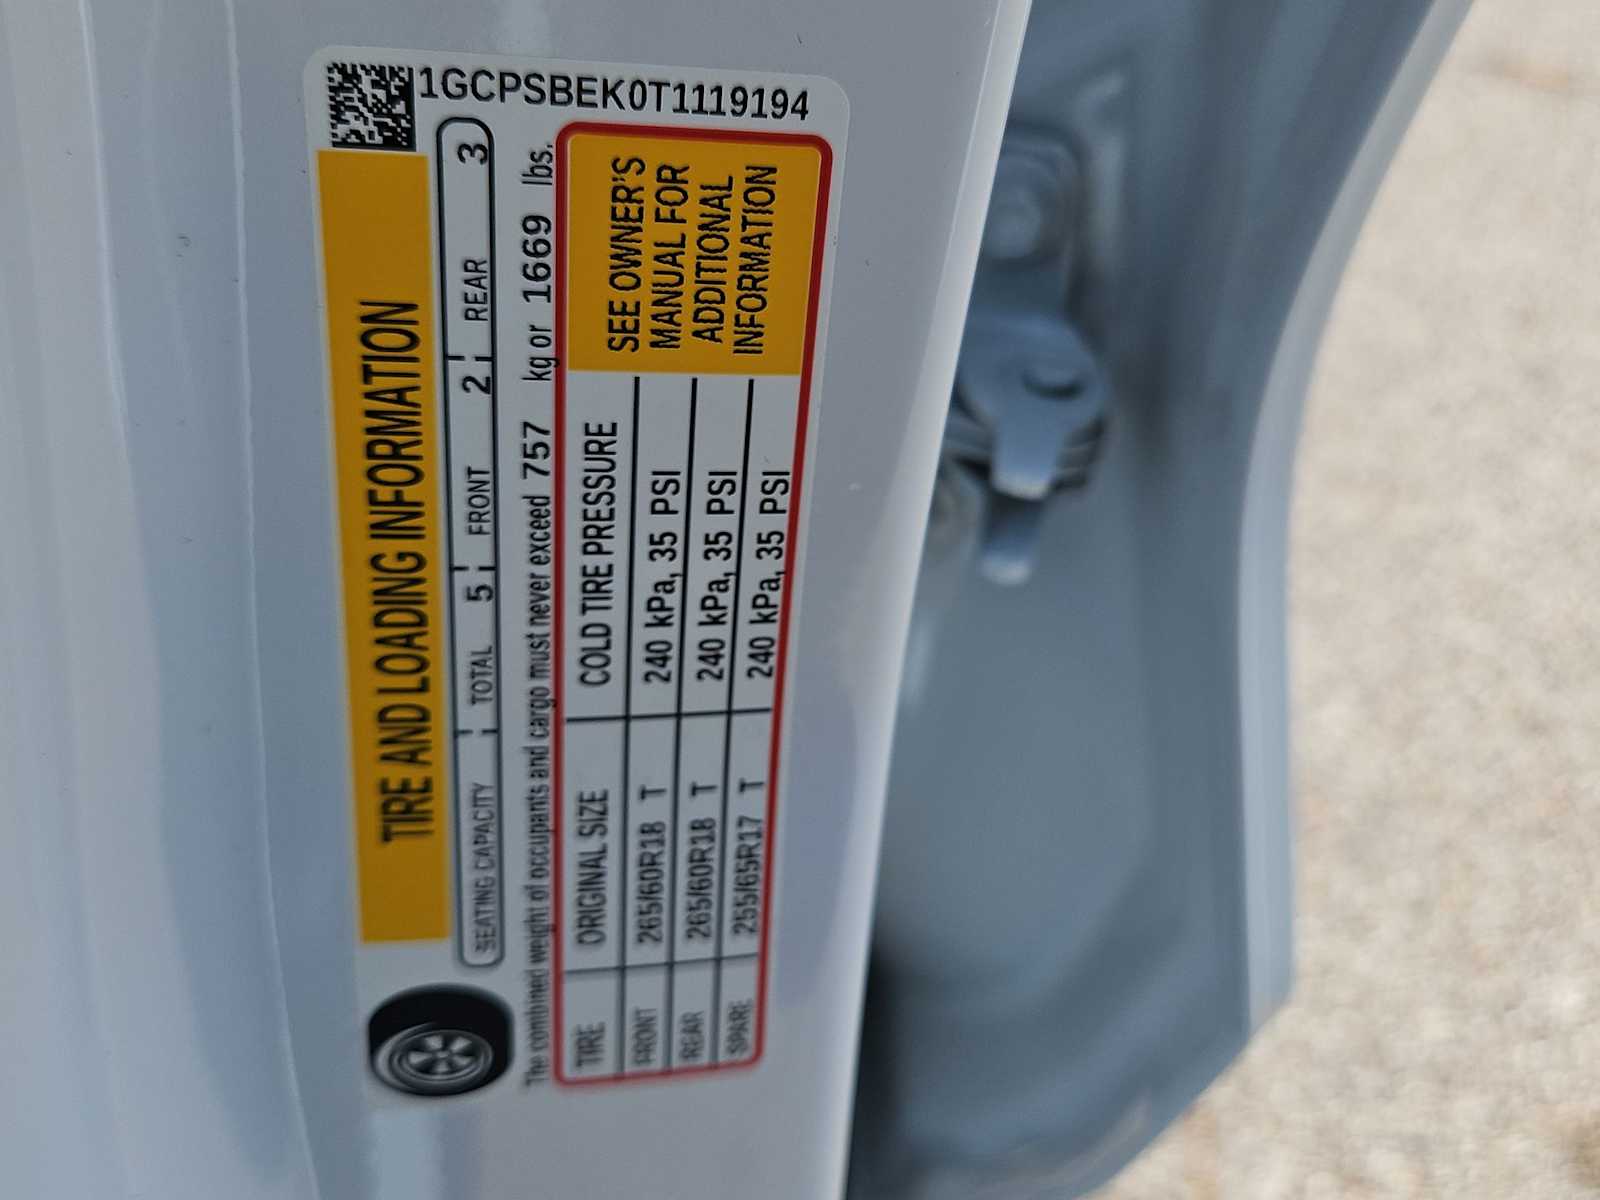 1GCPSBEK0T1119194
TIRE AND LOADING INFORMATION
SEATING CAPACITY TOTAL 5 FRONT 2 REAR 3
The combined weight of occupants and cargo must never exceed 757 kg or 1669 lbs.
TIRE ORIGINAL SIZE COLD TIRE PRESSURE
FRONT 265/60R18 T 240 kPa, 35 PSI
REAR 265/60R18 T 240 kPa, 35 PSI
SPARE 255/65R17 T 240 kPa, 35 PSI
SEE OWNER'S
MANUAL FOR
ADDITIONAL
INFORMATION